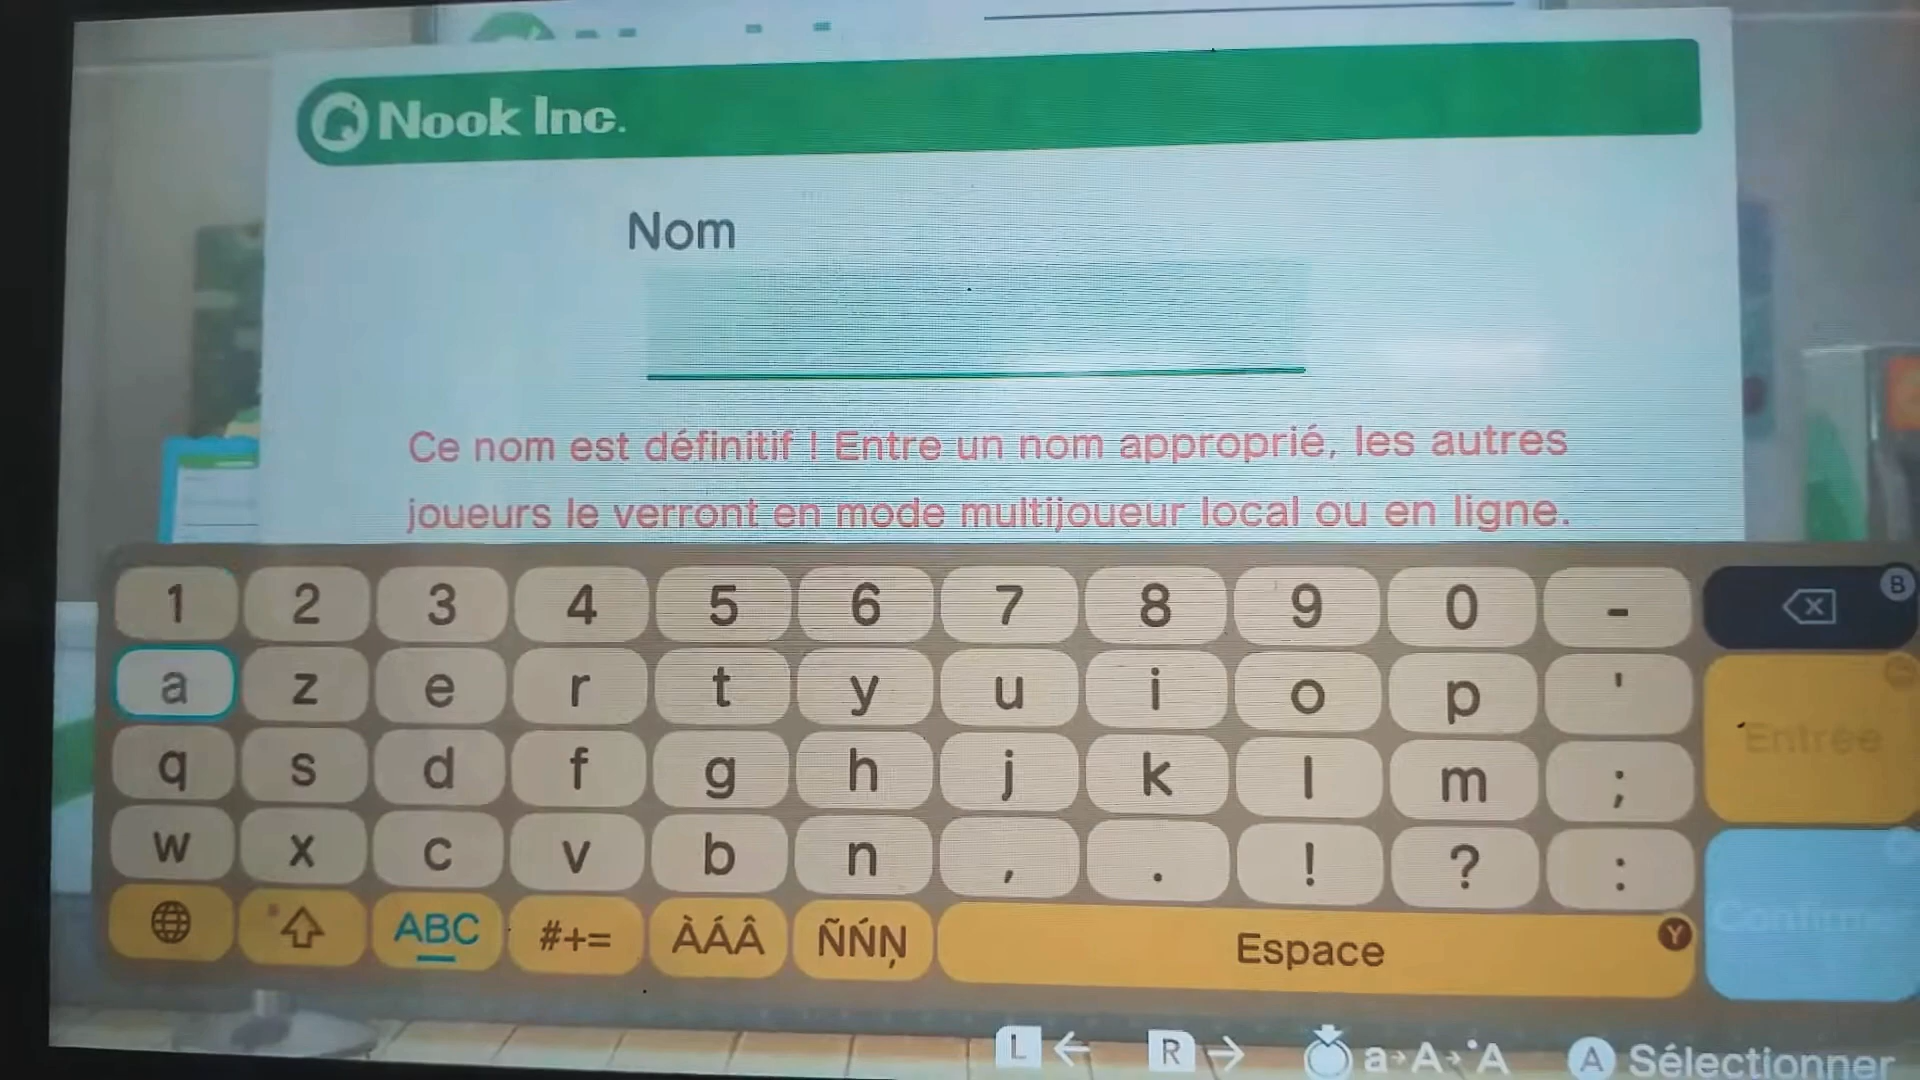 Nook Inc.
Nom
Ce nom est définitif ! Entre un nom approprié, les autres
joueurs le verront en mode multijoueur local ou en ligne.
1 2 3 4 5 6 7 8 9 0 - B
a z e r t y u i o p '
Entrée
q s d f g h j k l m ;
w x c v b n , . ! ? :
Confirmer
ABC #+= ÀÁÂ ÑŃŅ Espace Y
L ← R → a→A→•A A Sélectionner